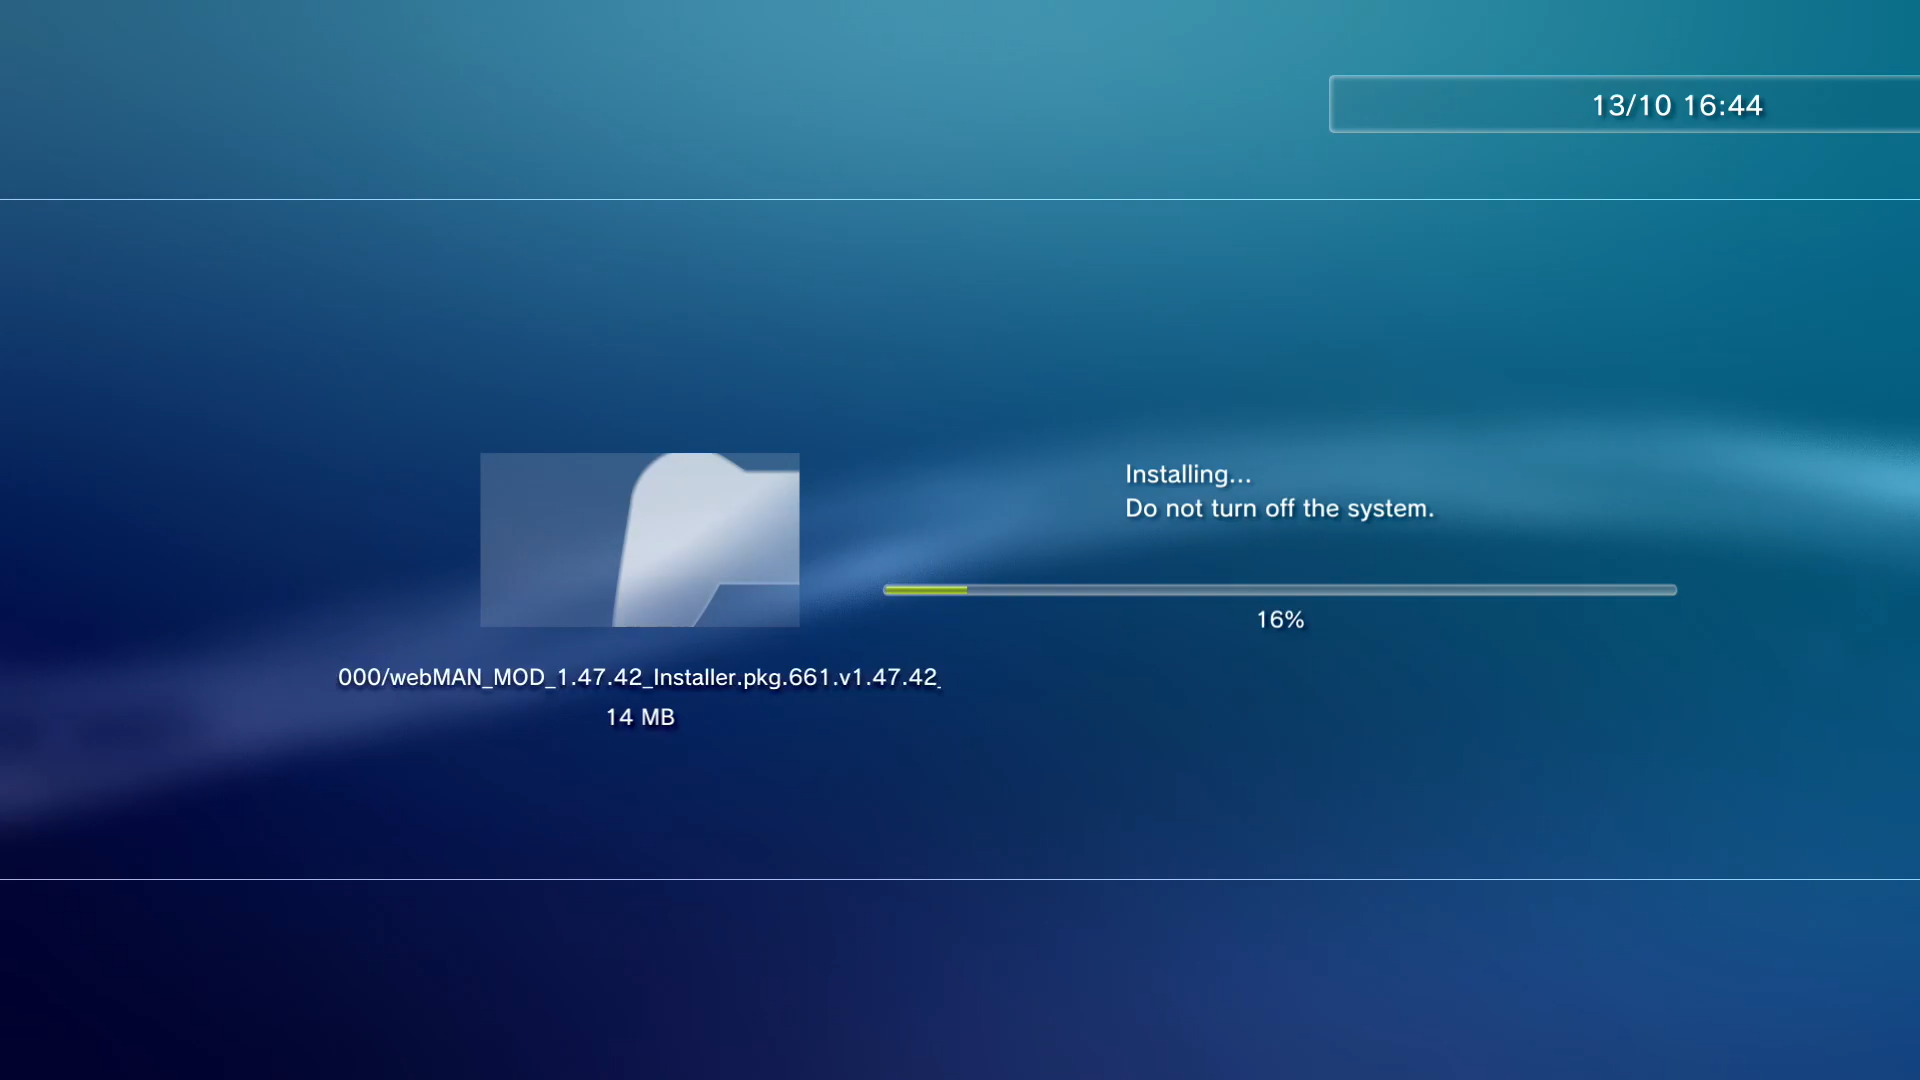 13/10 16:44
Installing...
Do not turn off the system.
16%
000/webMAN_MOD_1.47.42_Installer.pkg.661.v1.47.42_
14 MB